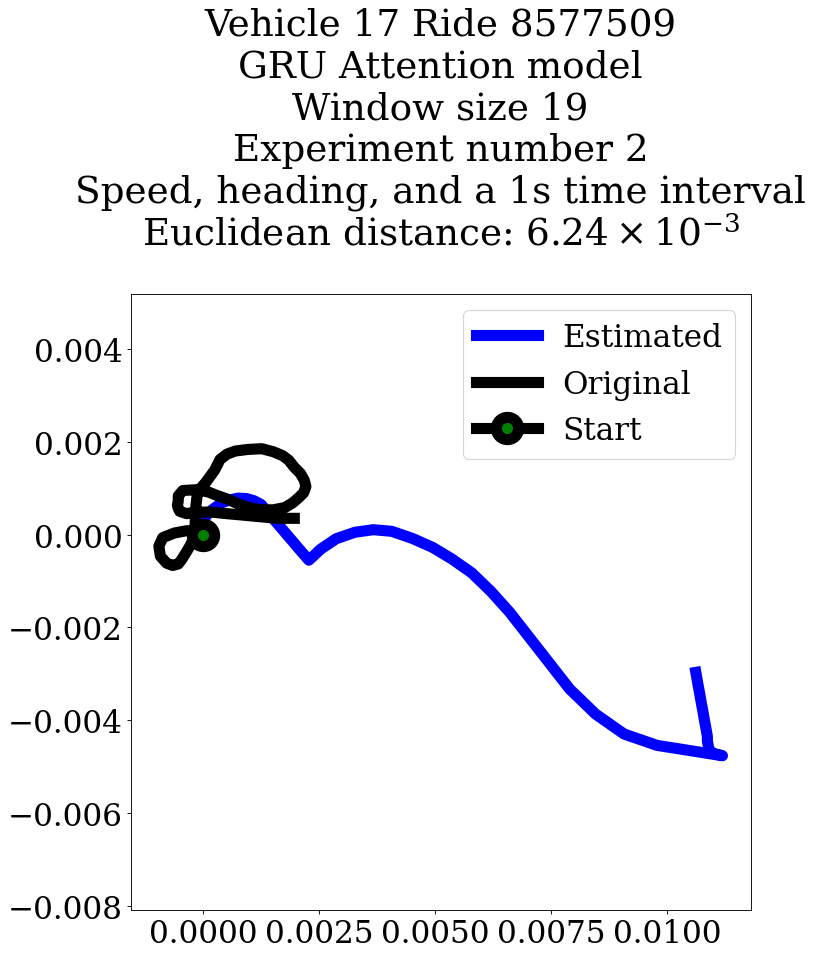 Vehicle 17 Ride 8577509
GRU Attention model
Window size 19
Experiment number 2
Speed, heading, and a 1s time interval
Euclidean distance: 6.24 × 10⁻³
Estimated
Original
Start
0.004
0.002
0.000
−0.002
−0.004
−0.006
−0.008
0.0000 0.0025 0.0050 0.0075 0.0100